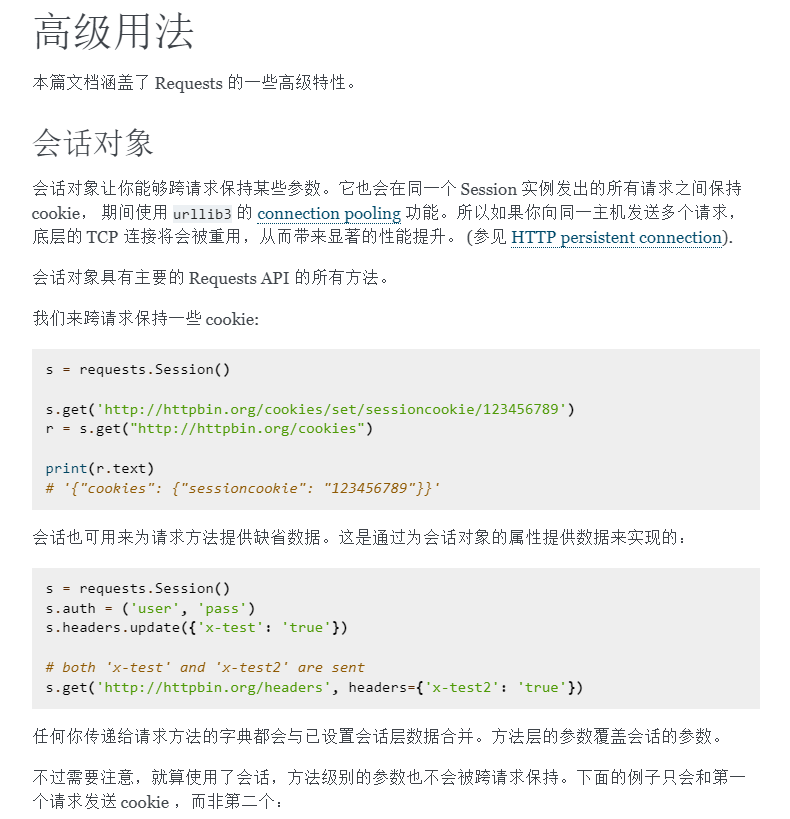 高级用法
本篇文档涵盖了 Requests 的一些高级特性。
会话对象
会话对象让你能够跨请求保持某些参数。它也会在同一个 Session 实例发出的所有请求之间保持
cookie， 期间使用 urllib3 的 connection pooling 功能。所以如果你向同一主机发送多个请求，
底层的 TCP 连接将会被重用，从而带来显著的性能提升。 (参见 HTTP persistent connection).
会话对象具有主要的 Requests API 的所有方法。
我们来跨请求保持一些 cookie:
s = requests.Session()
s.get('http://httpbin.org/cookies/set/sessioncookie/123456789')
r = s.get("http://httpbin.org/cookies")
print(r.text)
# '{"cookies": {"sessioncookie": "123456789"}}'
会话也可用来为请求方法提供缺省数据。这是通过为会话对象的属性提供数据来实现的：
s = requests.Session()
s.auth = ('user', 'pass')
s.headers.update({'x-test': 'true'})
# both 'x-test' and 'x-test2' are sent
s.get('http://httpbin.org/headers', headers={'x-test2': 'true'})
任何你传递给请求方法的字典都会与已设置会话层数据合并。方法层的参数覆盖会话的参数。
不过需要注意，就算使用了会话，方法级别的参数也不会被跨请求保持。下面的例子只会和第一
个请求发送 cookie ，而非第二个：